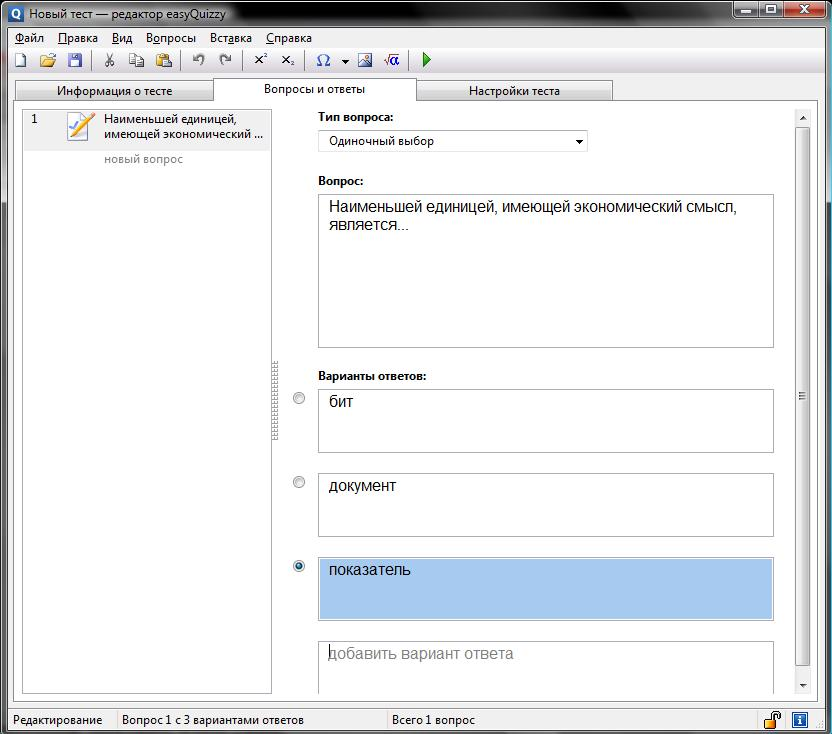 Новый тест — редактор easyQuizzy
Файл Правка Вид Вопросы Вставка Справка
Информация о тесте Вопросы и ответы Настройки теста
1 Наименьшей единицей,
имеющей экономический ...
новый вопрос
Тип вопроса:
Одиночный выбор
Вопрос:
Наименьшей единицей, имеющей экономический смысл,
является...
Варианты ответов:
бит
документ
показатель
добавить вариант ответа
Редактирование Вопрос 1 с 3 вариантами ответов Всего 1 вопрос